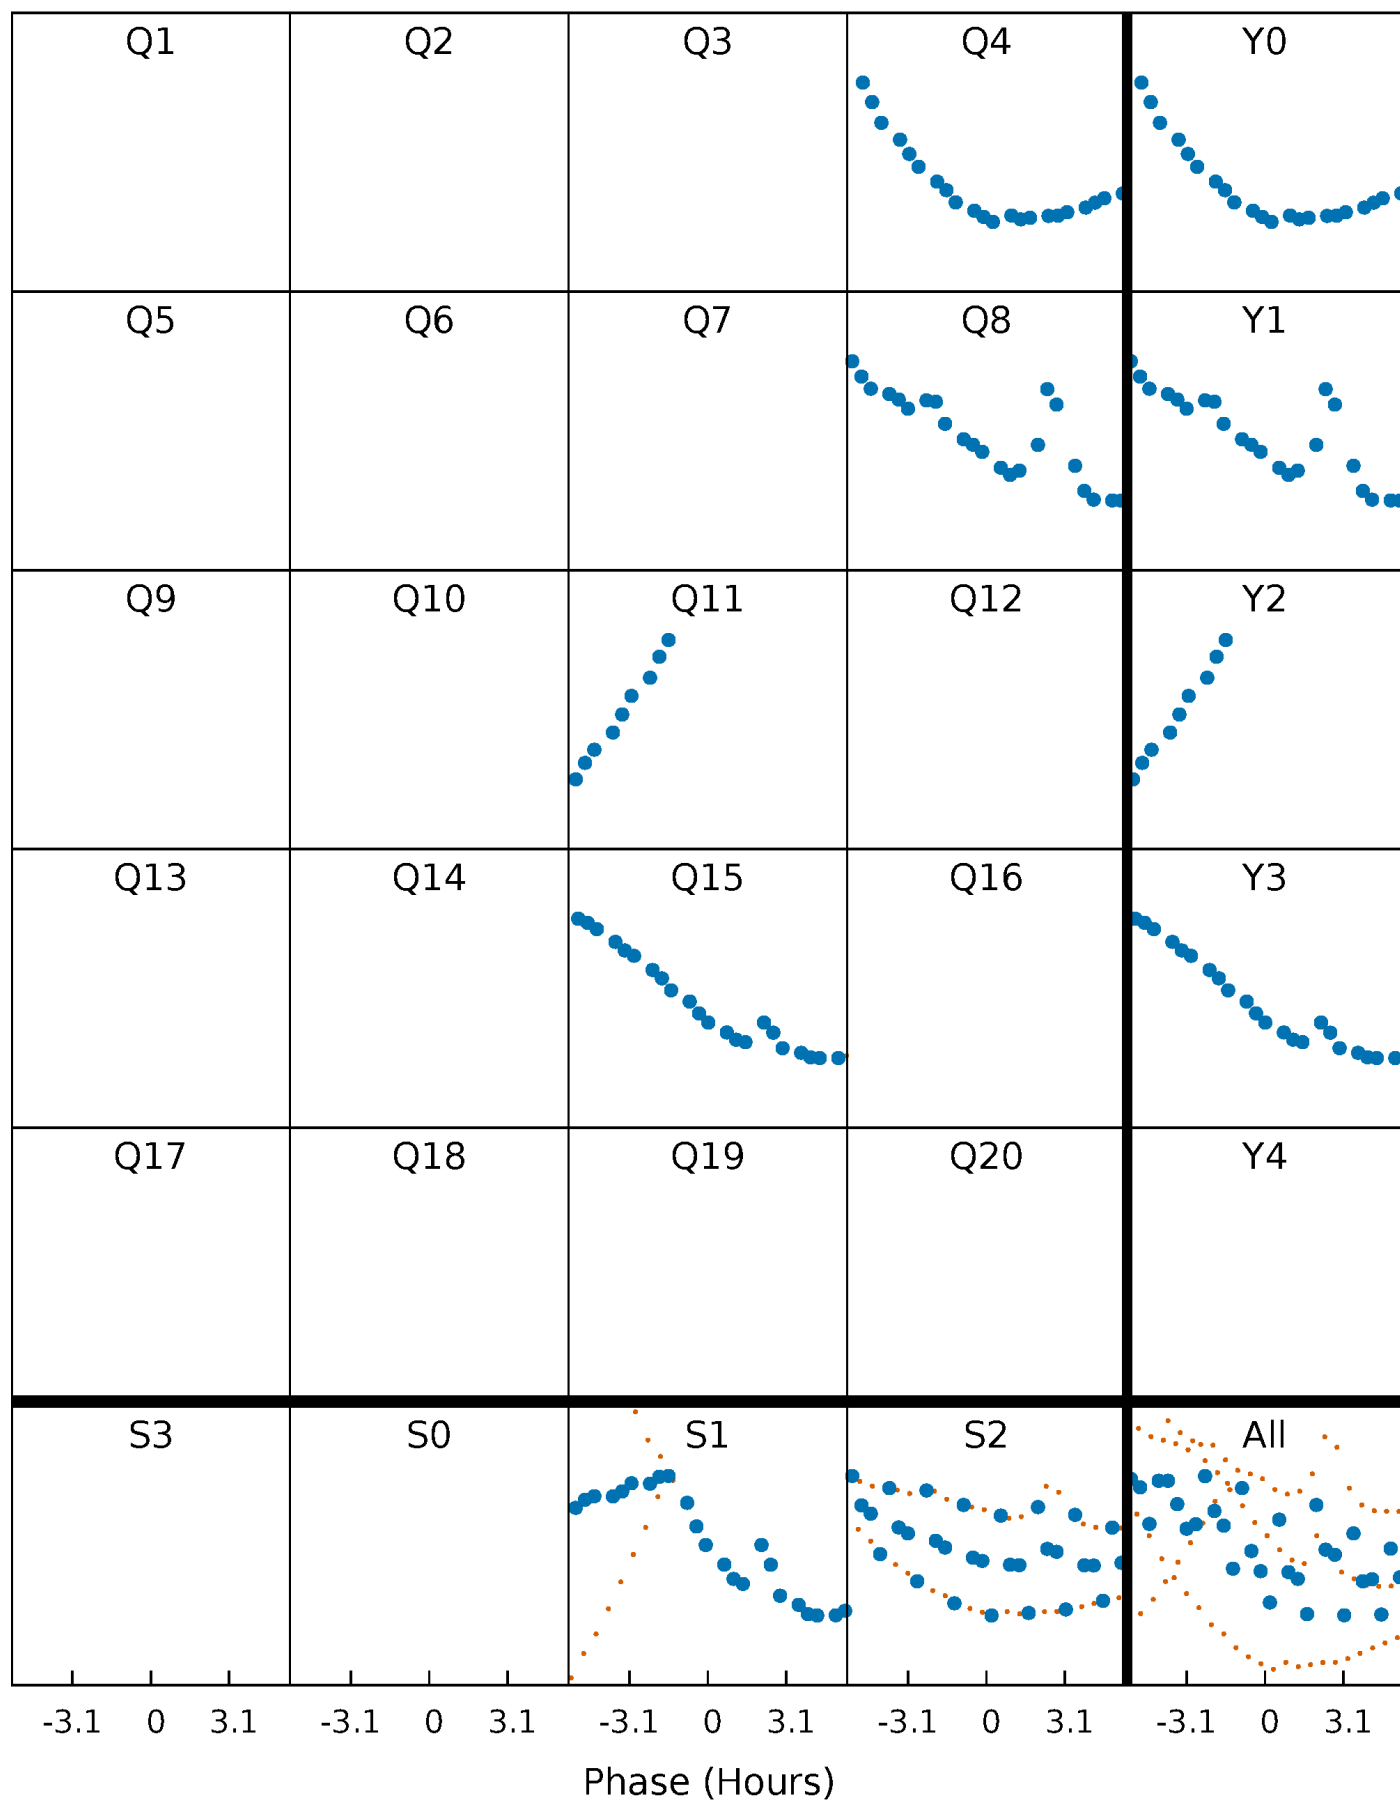 Q1 Q2 Q3 Q4 Y0
Q5 Q6 Q7 Q8 Y1
Q9 Q10 Q11 Q12 Y2
Q13 Q14 Q15 Q16 Y3
Q17 Q18 Q19 Q20 Y4
S3 S0 S1 S2 All
-3.1 0 3.1 -3.1 0 3.1 -3.1 0 3.1 -3.1 0 3.1 -3.1 0 3.1
Phase (Hours)